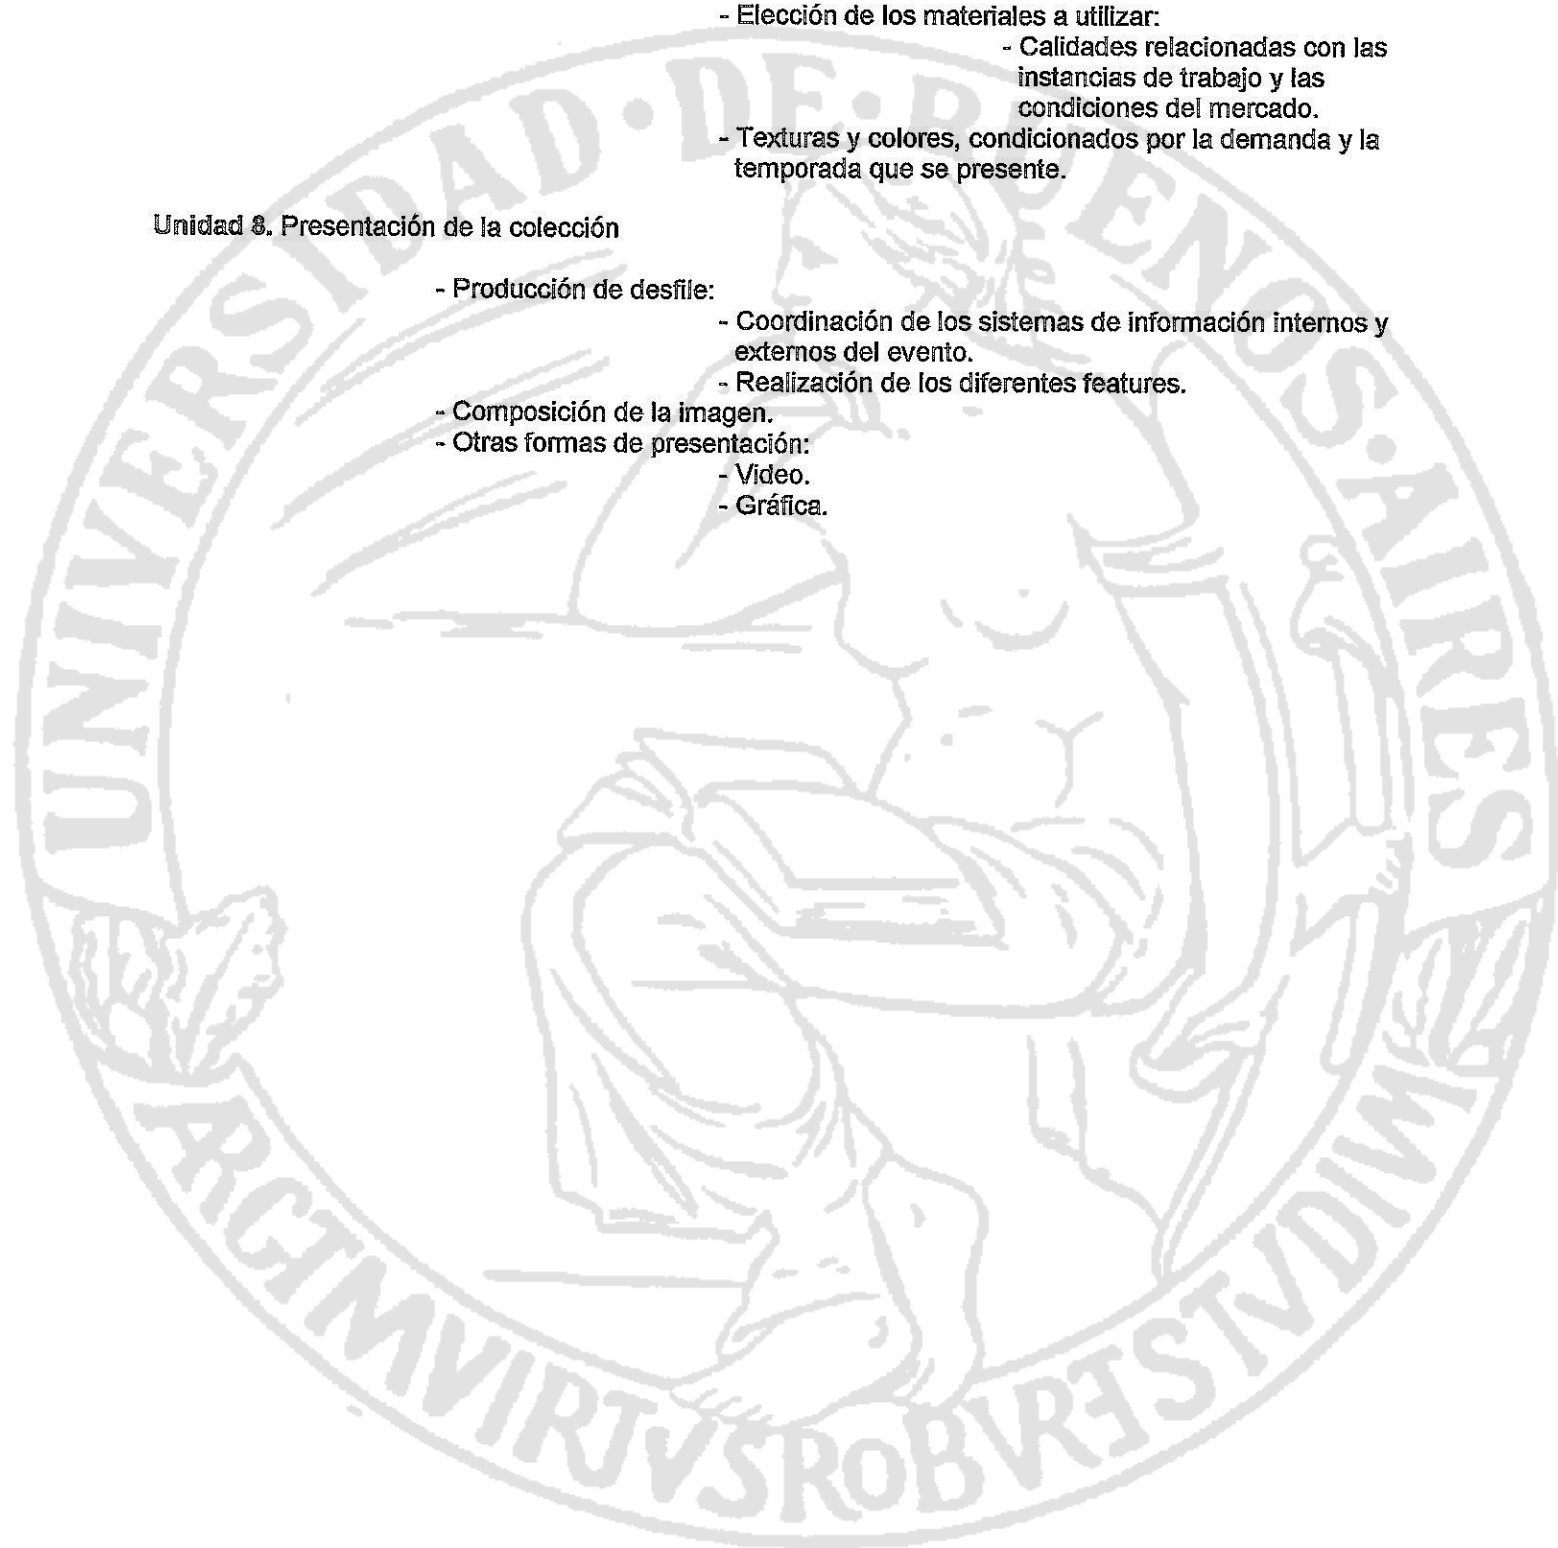 - Elección de los materiales a utilizar:
- Calidades relacionadas con las
instancias de trabajo y las
condiciones del mercado.
- Texturas y colores, condicionados por la demanda y la
temporada que se presente.
Unidad 8. Presentación de la colección
- Producción de desfile:
- Coordinación de los sistemas de información internos y
externos del evento.
- Realización de los diferentes features.
- Composición de la imagen.
- Otras formas de presentación:
- Video.
- Gráfica.
UNIVERSIDAD·DE·BUENOS·AIRES
ARGTMVIRTVSROBVRETSTVDIVM